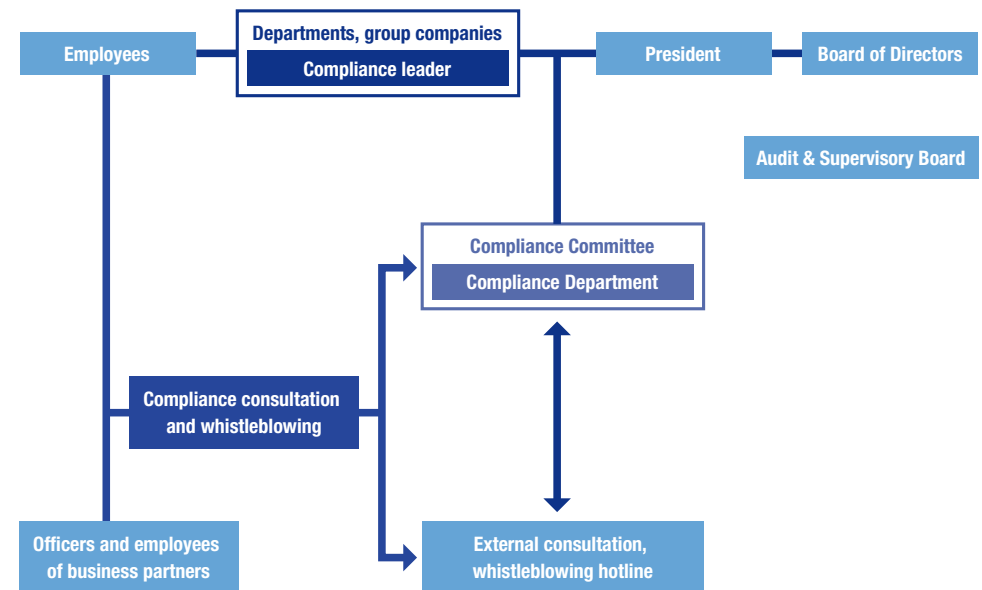 Employees
Departments, group companies
Compliance leader
President
Board of Directors
Audit & Supervisory Board
Compliance Committee
Compliance Department
Compliance consultation
and whistleblowing
Officers and employees
of business partners
External consultation,
whistleblowing hotline